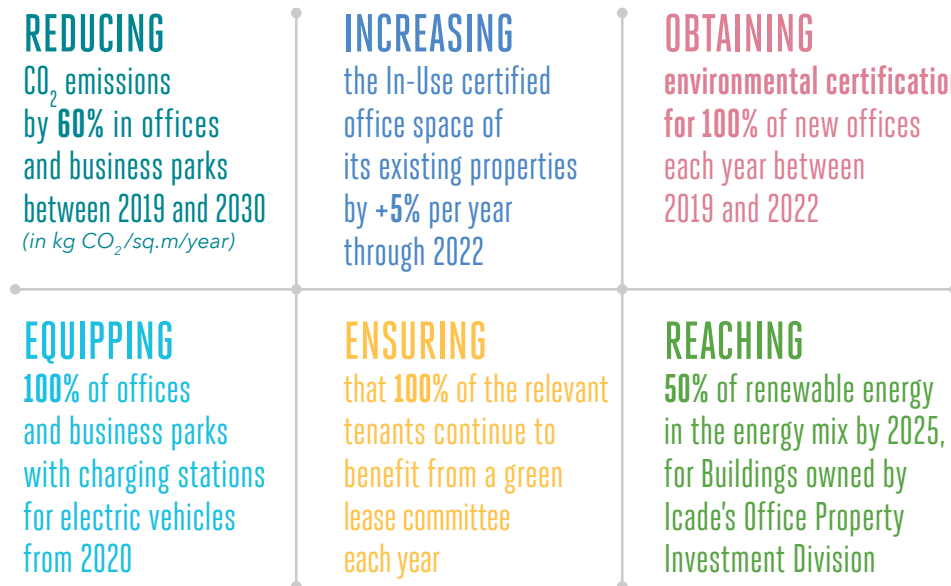 REDUCING
CO₂ emissions
by 60% in offices
and business parks
between 2019 and 2030
(in kg CO₂/sq.m/year)
INCREASING
the In-Use certified
office space of
its existing properties
by +5% per year
through 2022
OBTAINING
environmental certification
for 100% of new offices
each year between
2019 and 2022
EQUIPPING
100% of offices
and business parks
with charging stations
for electric vehicles
from 2020
ENSURING
that 100% of the relevant
tenants continue to
benefit from a green
lease committee
each year
REACHING
50% of renewable energy
in the energy mix by 2025,
for Buildings owned by
Icade's Office Property
Investment Division